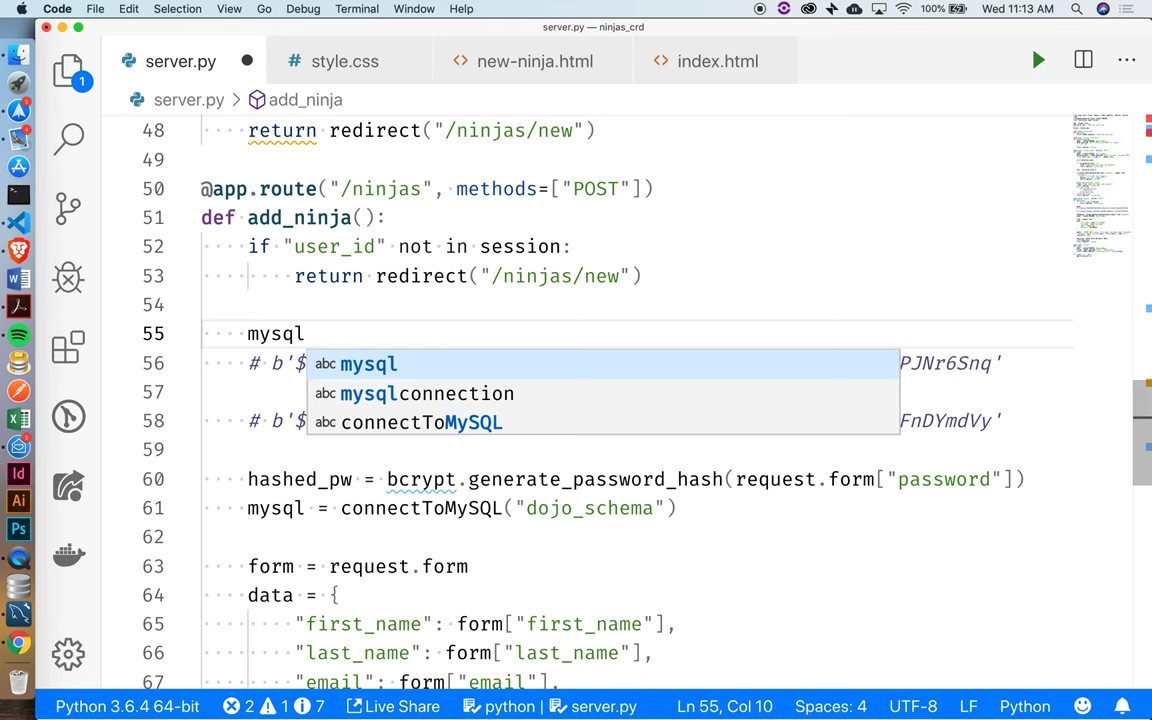 Code File Edit Selection View Go Debug Terminal Window Help 100% Wed 11:13 AM
server.py — ninjas_crd
server.py style.css new-ninja.html index.html
1
server.py > add_ninja
48 return redirect("/ninjas/new")
49
50 @app.route("/ninjas", methods=["POST"])
51 def add_ninja():
52 if "user_id" not in session:
53 return redirect("/ninjas/new")
54
55 mysql
56 # b'$ PJNr6Snq'
abc mysql
57
abc mysqlconnection
58 # b'$ FnDYmdVy'
abc connectToMySQL
59
60 hashed_pw = bcrypt.generate_password_hash(request.form["password"])
61 mysql = connectToMySQL("dojo_schema")
62
63 form = request.form
64 data = {
65 "first_name": form["first_name"],
66 "last_name": form["last_name"],
67 "email": form["email"],
Python 3.6.4 64-bit 2 1 7 Live Share python | server.py Ln 55, Col 10 Spaces: 4 UTF-8 LF Python
W
X
Id
Ai
Ps